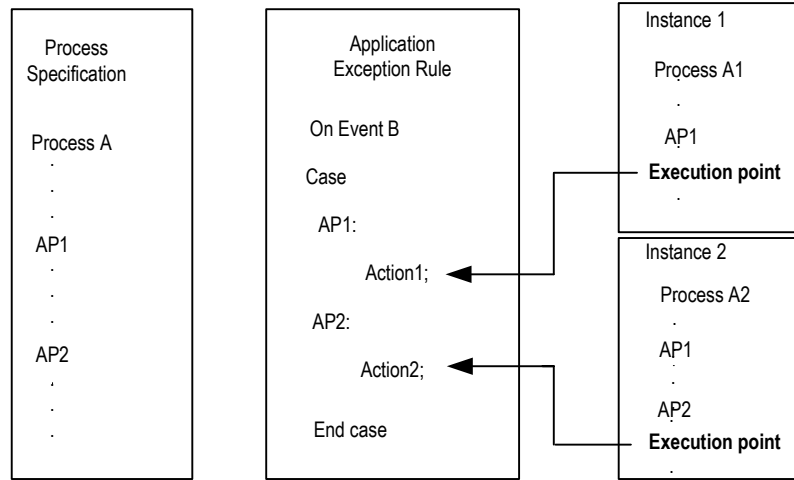 Process
Specification
Process A
AP1
AP2
Application
Exception Rule
On Event B
Case
AP1:
Action1;
AP2:
Action2;
End case
Instance 1
Process A1
AP1
Execution point
Instance 2
Process A2
AP1
AP2
Execution point